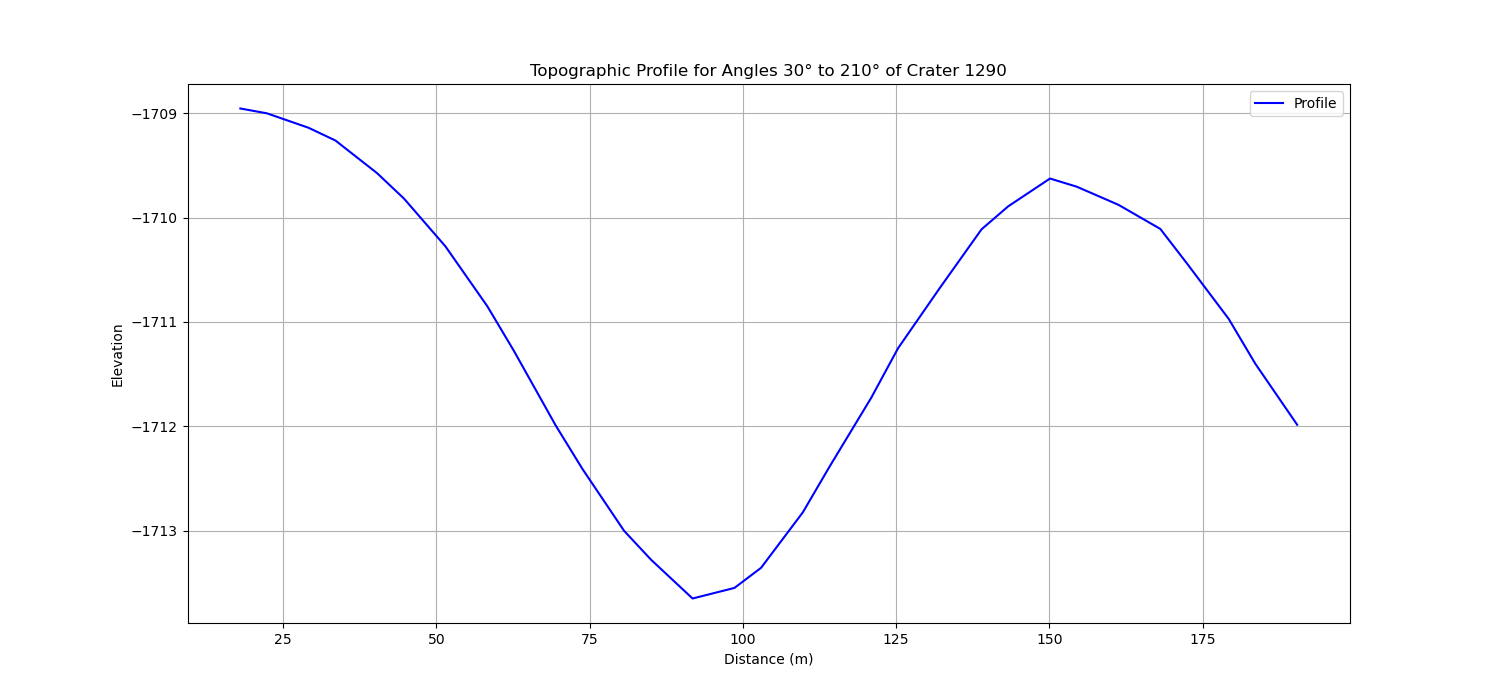 Topographic Profile for Angles 30° to 210° of Crater 1290
Profile
−1709
−1710
−1711
−1712
−1713
Elevation
25 50 75 100 125 150 175
Distance (m)